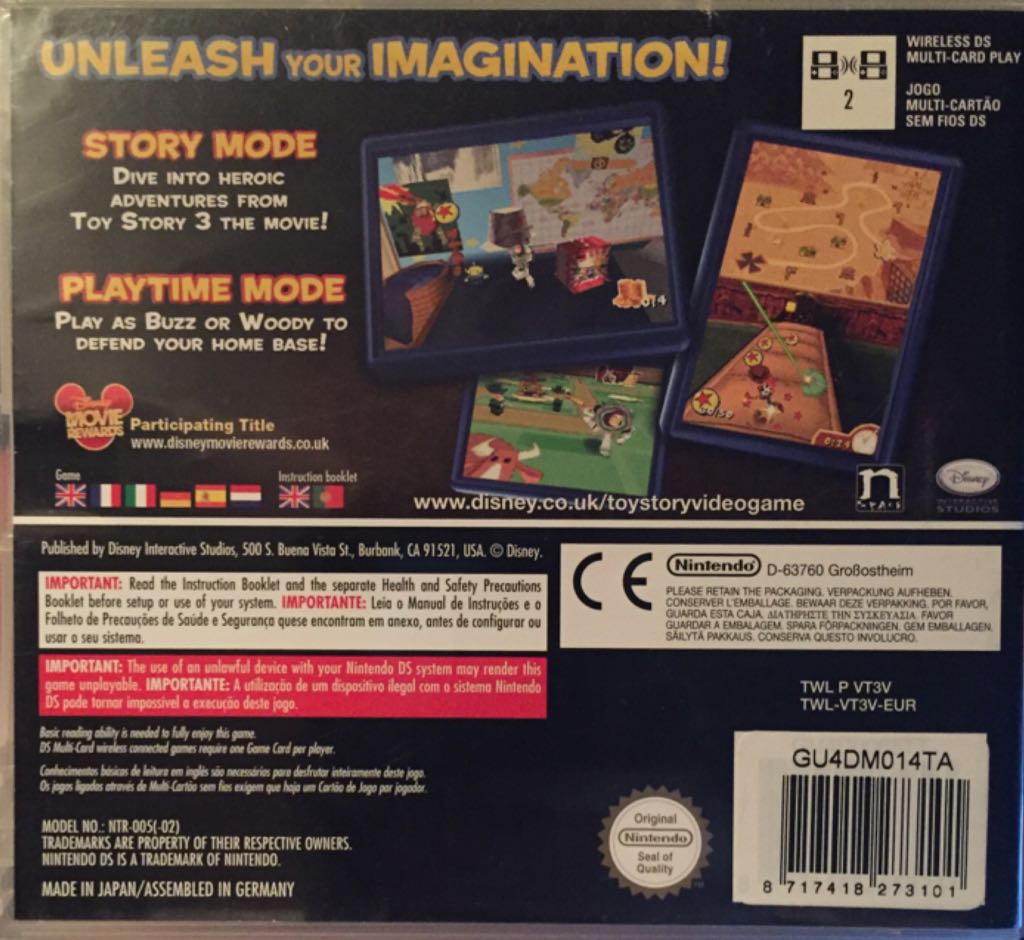 UNLEASH YOUR IMAGINATION!
WIRELESS DS
MULTI-CARD PLAY
2
JOGO
MULTI-CARTÃO
SEM FIOS DS
STORY MODE
DIVE INTO HEROIC
ADVENTURES FROM
TOY STORY 3 THE MOVIE!
PLAYTIME MODE
PLAY AS BUZZ OR WOODY TO
DEFEND YOUR HOME BASE!
Disney
MOVIE
REWARDS
Participating Title
www.disneymovierewards.co.uk
Game
Instruction booklet
www.disney.co.uk/toystoryvideogame
n
SPACE
Disney
INTERACTIVE
STUDIOS
Published by Disney Interactive Studios, 500 S. Buena Vista St., Burbank, CA 91521, USA. © Disney.
IMPORTANT: Read the Instruction Booklet and the separate Health and Safety Precautions
Booklet before setup or use of your system. IMPORTANTE: Leia o Manual de Instruções e o
Folheto de Precauções de Saúde e Segurança quese encontram em anexo, antes de configurar ou
usar o seu sistema.
IMPORTANT: The use of an unlawful device with your Nintendo DS system may render this
game unplayable. IMPORTANTE: A utilização de um dispositivo ilegal com o sistema Nintendo
DS pode tornar impossível a execução deste jogo.
Basic reading ability is needed to fully enjoy this game.
DS Multi-Card wireless connected games require one Game Card per player.
Conhecimentos básicos de leitura em inglês são necessários para desfrutar inteiramente deste jogo.
Os jogos ligados através de Multi-Cartão sem fios exigem que haja um Cartão de Jogo por jogador.
MODEL NO.: NTR-005(-02)
TRADEMARKS ARE PROPERTY OF THEIR RESPECTIVE OWNERS.
NINTENDO DS IS A TRADEMARK OF NINTENDO.
MADE IN JAPAN/ASSEMBLED IN GERMANY
CE
Nintendo D-63760 Großostheim
PLEASE RETAIN THE PACKAGING. VERPACKUNG AUFHEBEN.
CONSERVER L'EMBALLAGE. BEWAAR DEZE VERPAKKING. POR FAVOR,
GUARDA ESTA CAJA. ΔΙΑΤΗΡΗΣΤΕ ΤΗΝ ΣΥΣΚΕΥΑΣΙΑ. FAVOR
GUARDAR A EMBALAGEM. SPARA FÖRPACKNINGEN. GEM EMBALLAGEN.
SÄILYTÄ PAKKAUS. CONSERVA QUESTO INVOLUCRO.
TWL P VT3V
TWL-VT3V-EUR
GU4DM014TA
8 717418 273101
Original
Nintendo
Seal of
Quality
TM